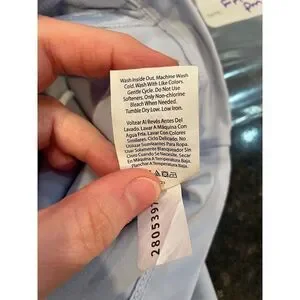 Wash Inside Out. Machine Wash
Cold. Wash With Like Colors.
Gentle Cycle. Do Not Use
Softeners. Only Non-chlorine
Bleach When Needed.
Tumble Dry Low. Low Iron.
Voltear Al Revés Antes Del
Lavado. Lavar A Máquina Con
Agua Fria. Lavar Con Colores
Similares. Ciclo Delicado. No
Utilizar Suavizantes Para Ropa.
Usar Solamente Blanqueador Sin
Cloro Cuando Se Necesite. Secar
En Máquina A Temperatura Baja.
Planchar A Temperatura Baja.
2805397